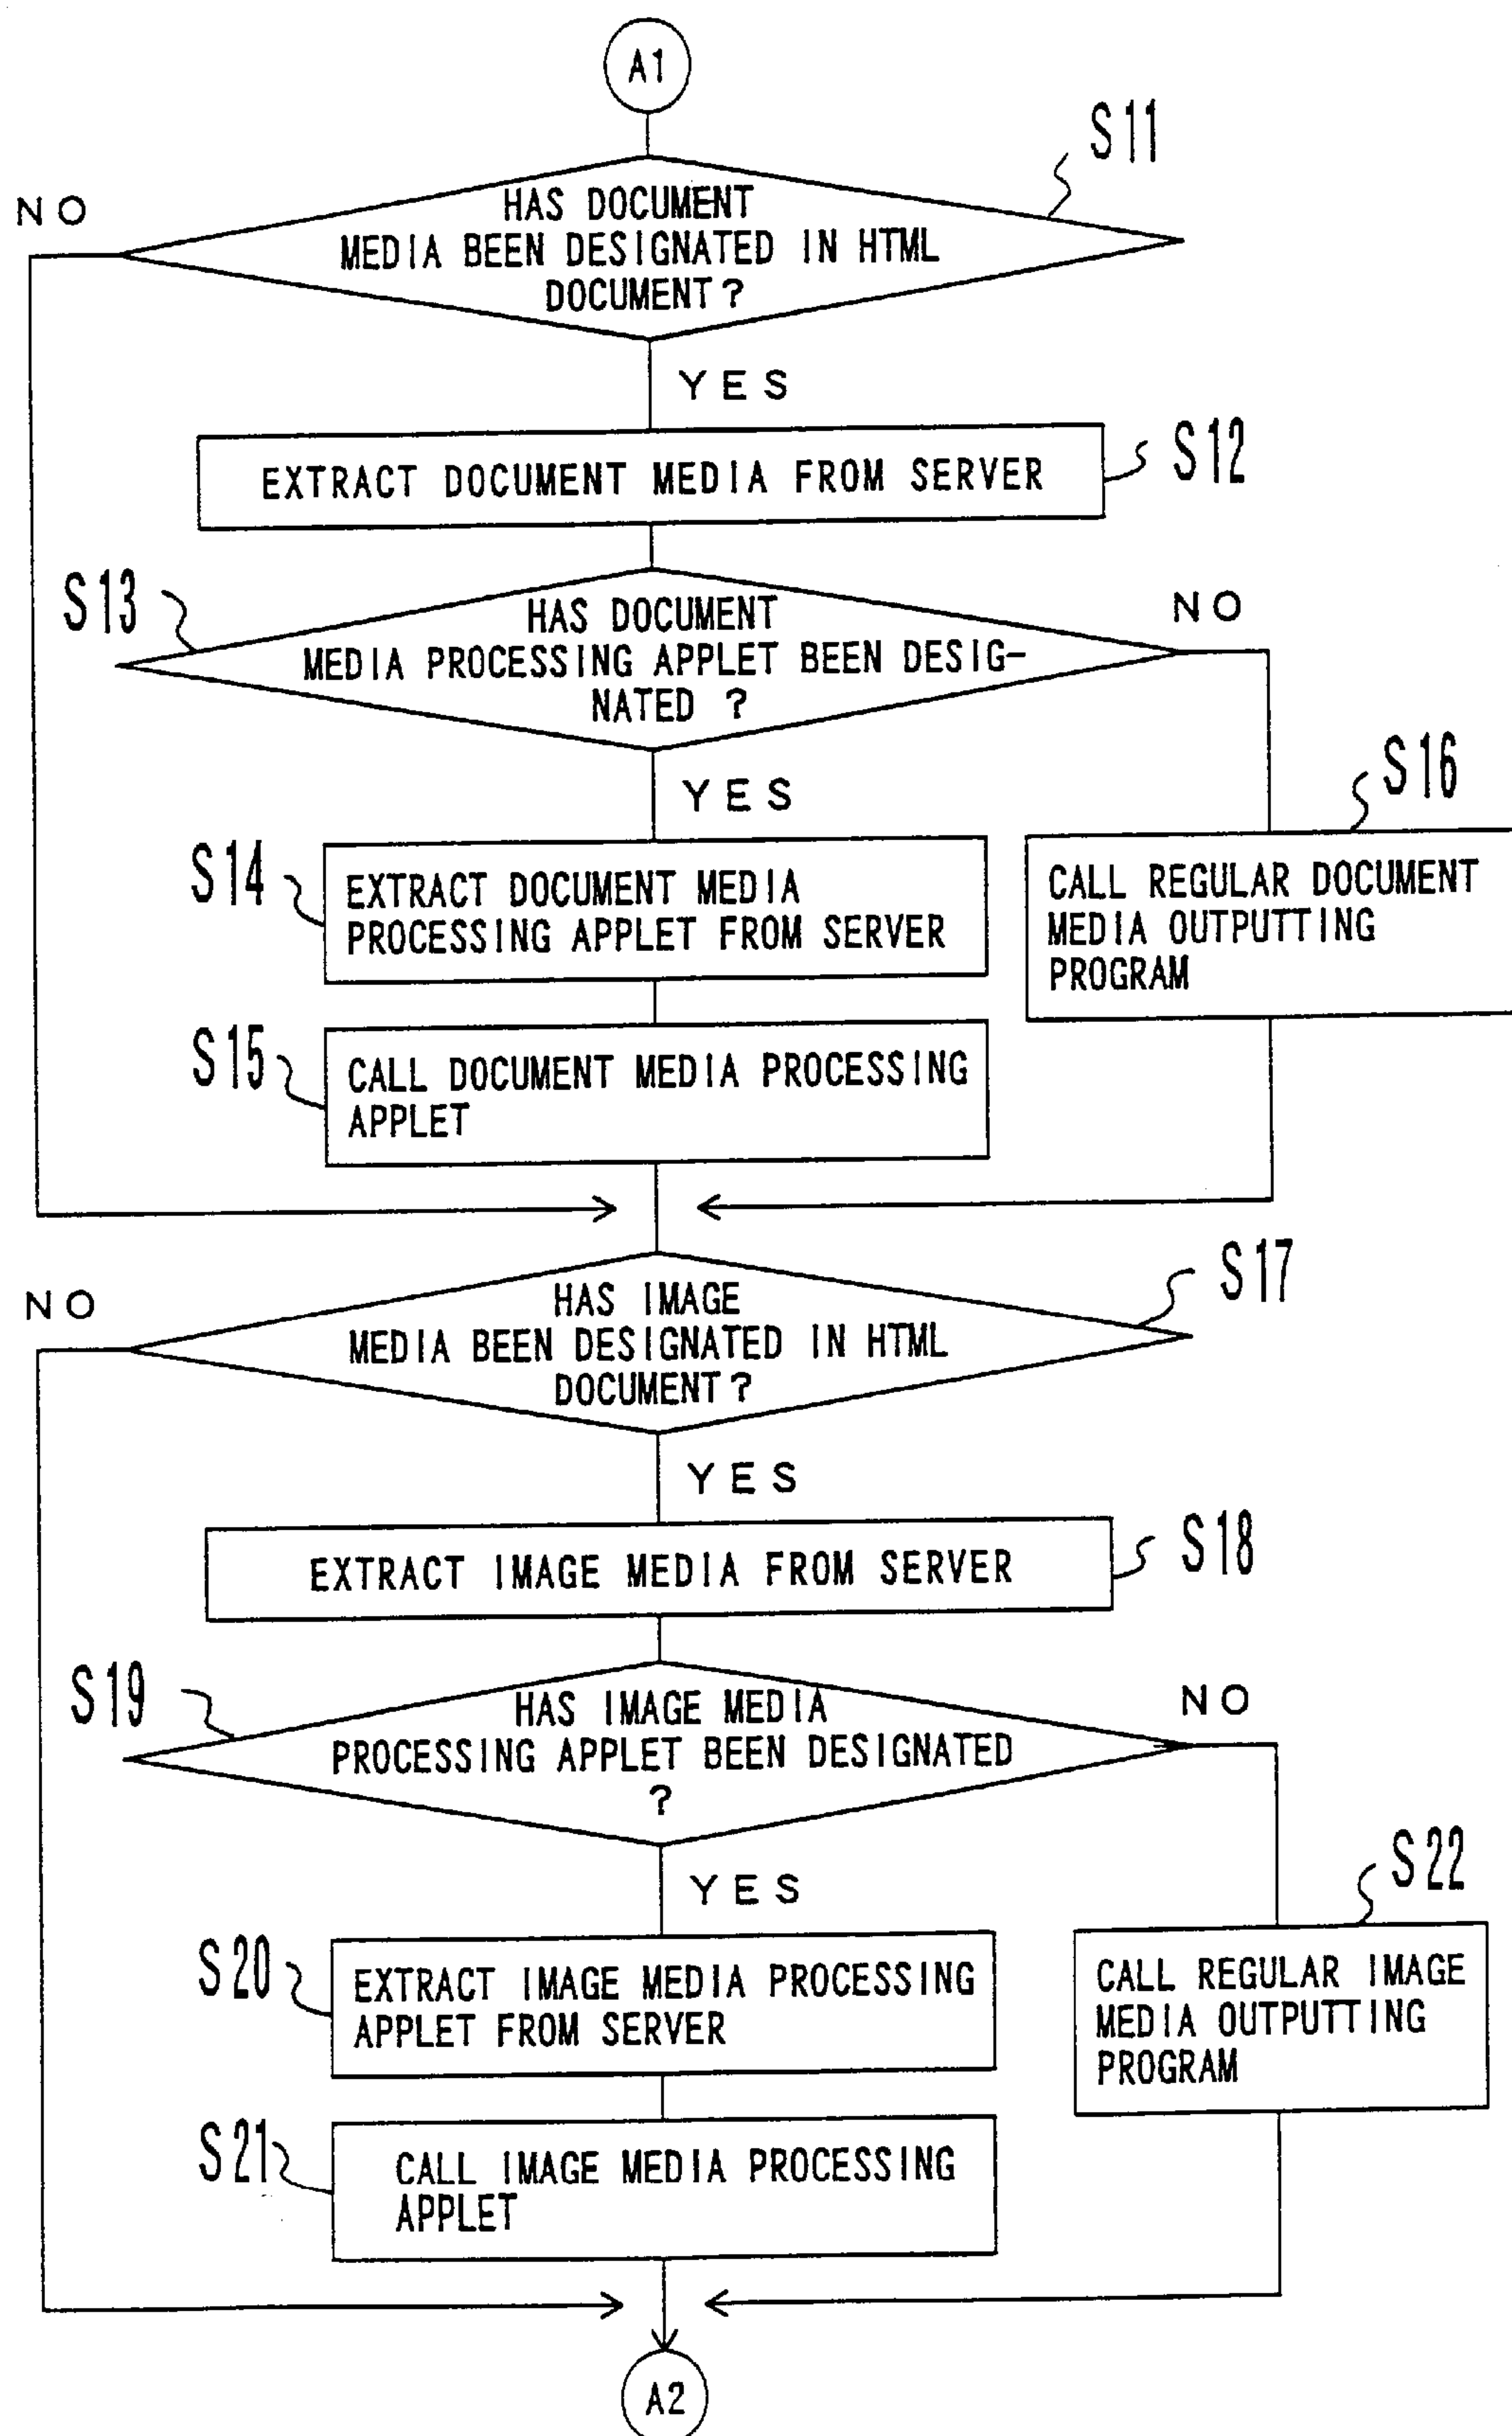 A1
S11
NO
HAS DOCUMENT
MEDIA BEEN DESIGNATED IN HTML
DOCUMENT?
YES
S12
EXTRACT DOCUMENT MEDIA FROM SERVER
S13
NO
HAS DOCUMENT
MEDIA PROCESSING APPLET BEEN DESIG-
NATED ?
YES
S16
S14
EXTRACT DOCUMENT MEDIA
PROCESSING APPLET FROM SERVER
CALL REGULAR DOCUMENT
MEDIA OUTPUTTING
PROGRAM
S15
CALL DOCUMENT MEDIA PROCESSING
APPLET
S17
NO
HAS IMAGE
MEDIA BEEN DESIGNATED IN HTML
DOCUMENT?
YES
S18
EXTRACT IMAGE MEDIA FROM SERVER
S19
NO
HAS IMAGE MEDIA
PROCESSING APPLET BEEN DESIGNATED
?
YES
S22
S20
EXTRACT IMAGE MEDIA PROCESSING
APPLET FROM SERVER
CALL REGULAR IMAGE
MEDIA OUTPUTTING
PROGRAM
S21
CALL IMAGE MEDIA PROCESSING
APPLET
A2